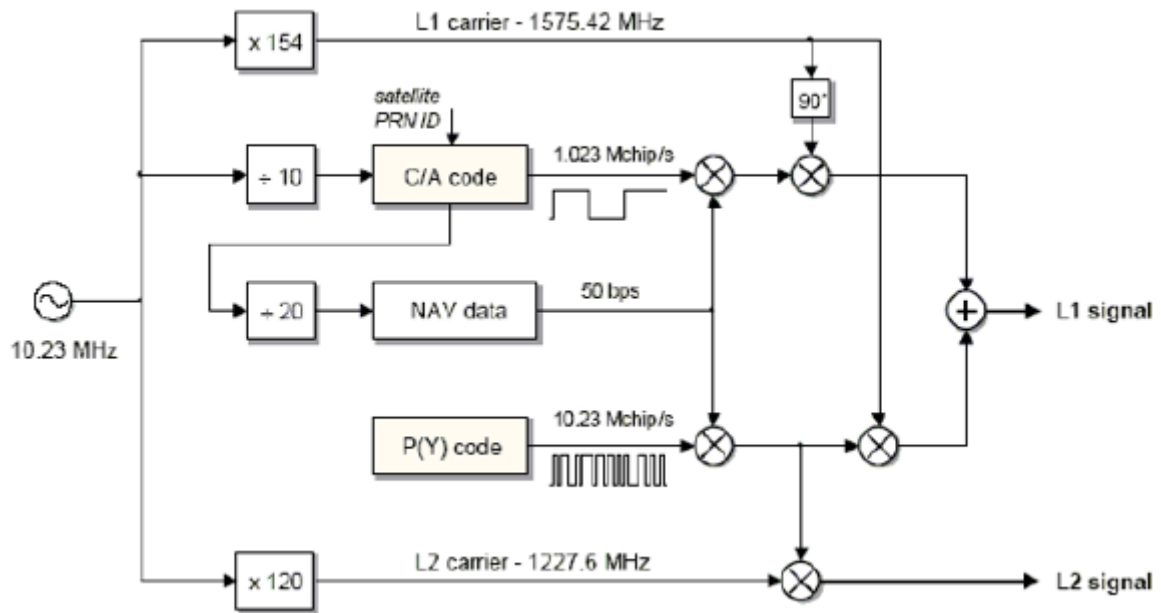 L1 carrier - 1575.42 MHz
x 154
90°
satellite
PRN ID
÷ 10
C/A code
1.023 Mchip/s
÷ 20
NAV data
50 bps
L1 signal
10.23 MHz
P(Y) code
10.23 Mchip/s
L2 carrier - 1227.6 MHz
x 120
L2 signal